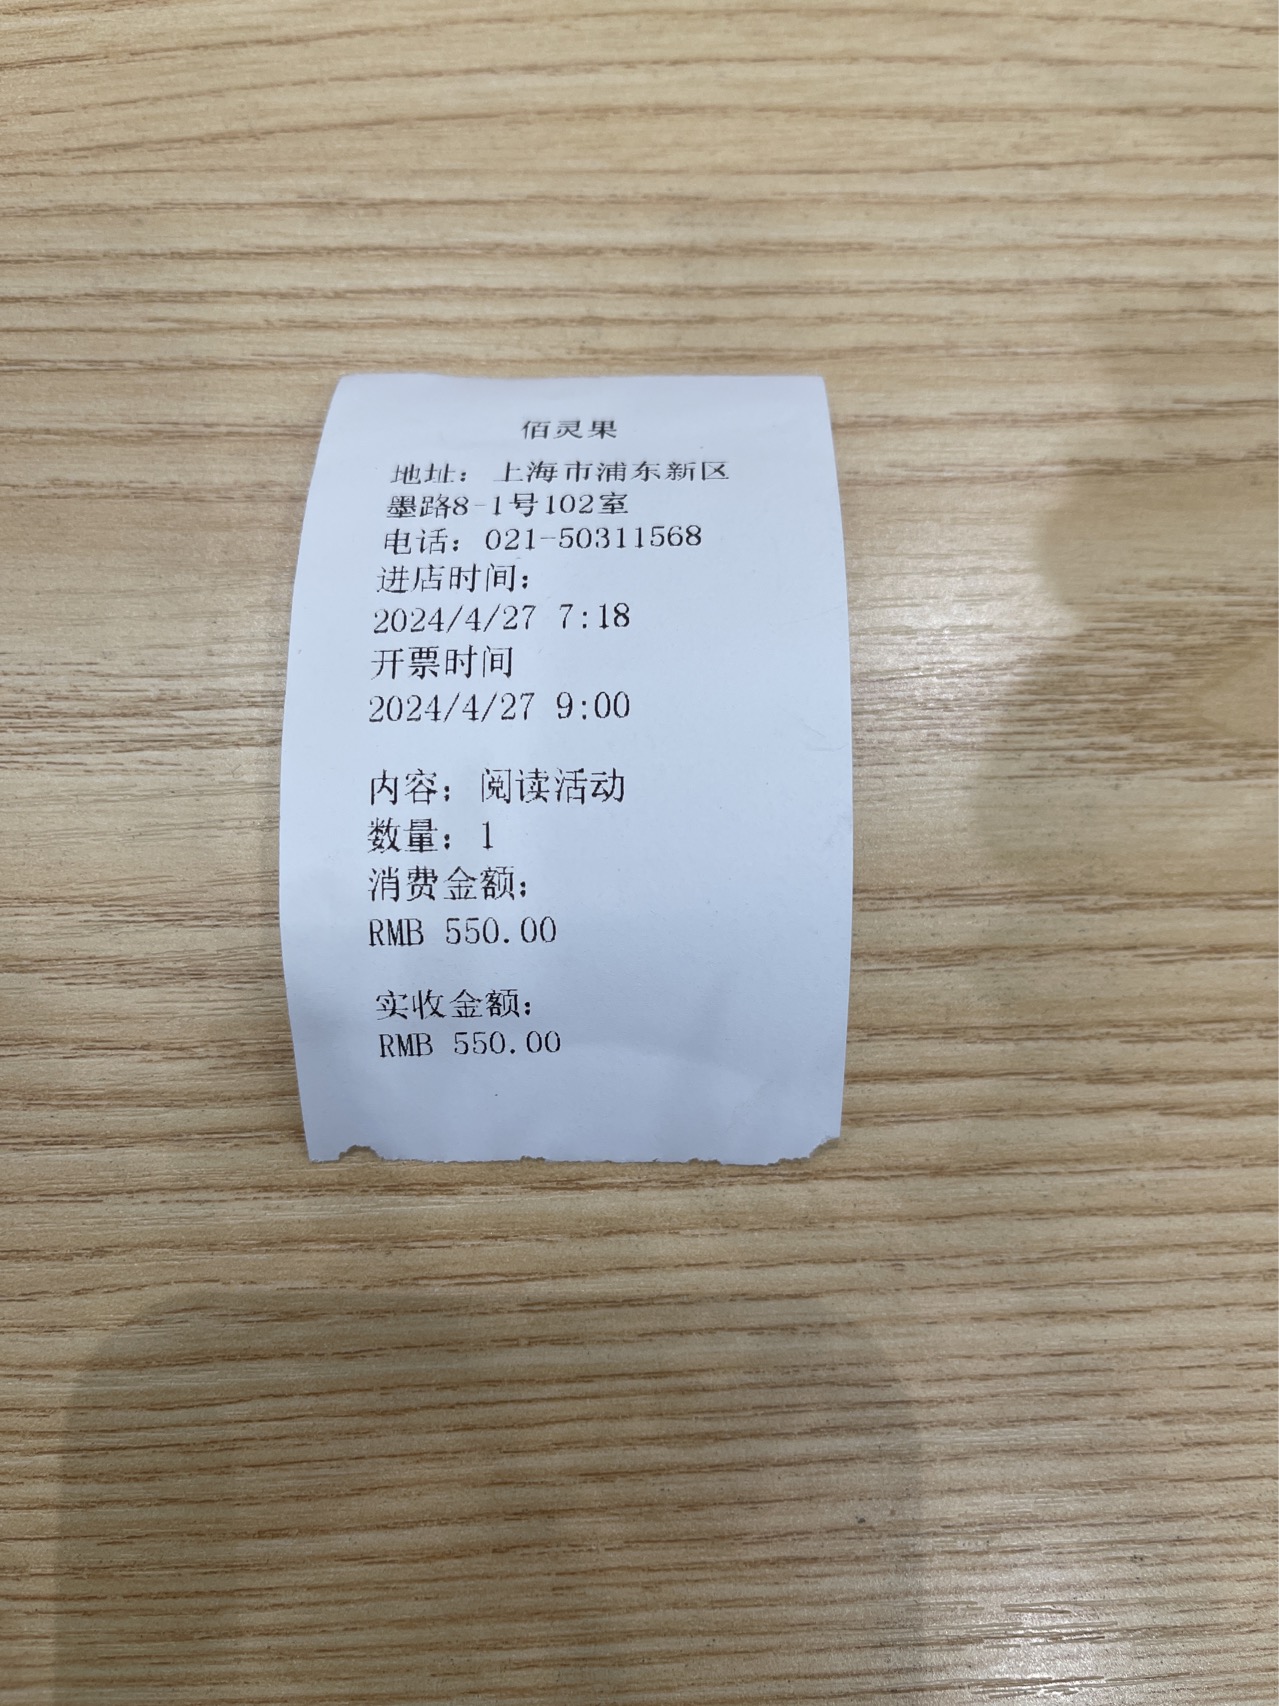 佰灵果
地址：上海市浦东新区
墨路8-1号102室
电话：021-50311568
进店时间：
2024/4/27 7:18
开票时间
2024/4/27 9:00
内容：阅读活动
数量：1
消费金额：
RMB 550.00
实收金额：
RMB 550.00